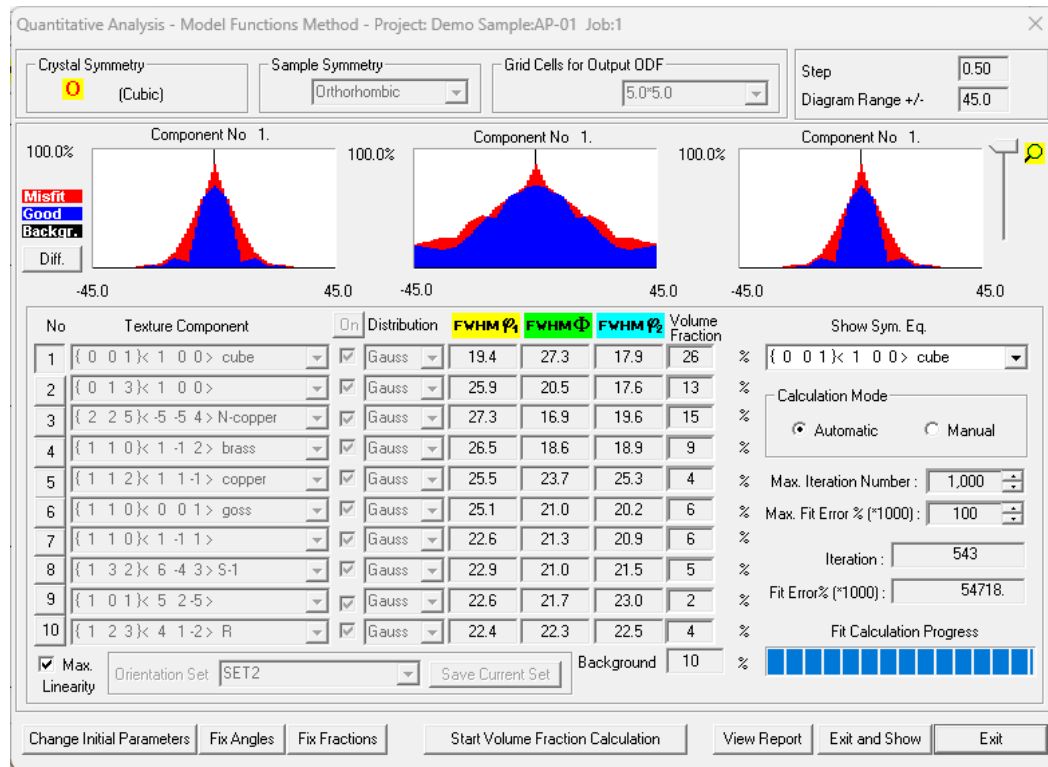 Quantitative Analysis - Model Functions Method - Project: Demo Sample:AP-01 Job:1
Crystal Symmetry
O (Cubic)
Sample Symmetry
Orthorhombic
Grid Cells for Output ODF
5.0*5.0
Step 0.50
Diagram Range +/- 45.0
Component No 1.
100.0%
Component No 1.
100.0%
Component No 1.
100.0%
Misfit
Good
Backgr.
Diff.
-45.0 45.0
-45.0 45.0
-45.0 45.0
No Texture Component On Distribution FWHM φ1 FWHM Φ FWHM φ2 Volume Fraction
1 { 0 0 1}< 1 0 0> cube Gauss 19.4 27.3 17.9 26 %
2 { 0 1 3}< 1 0 0> Gauss 25.9 20.5 17.6 13 %
3 { 2 2 5}< -5 -5 4> N-copper Gauss 27.3 16.9 19.6 15 %
4 { 1 1 0}< 1 -1 2> brass Gauss 26.5 18.6 18.9 9 %
5 { 1 1 2}< 1 1 -1> copper Gauss 25.5 23.7 25.3 4 %
6 { 1 1 0}< 0 0 1> goss Gauss 25.1 21.0 20.2 6 %
7 { 1 1 0}< 1 -1 1> Gauss 22.6 21.3 20.9 6 %
8 { 1 3 2}< 6 -4 3> S-1 Gauss 22.9 21.0 21.5 5 %
9 { 1 0 1}< 5 2 -5> Gauss 22.6 21.7 23.0 2 %
10 { 1 2 3}< 4 1 -2> R Gauss 22.4 22.3 22.5 4 %
Background 10 %
Max. Linearity
Orientation Set SET2
Save Current Set
Show Sym. Eq.
{ 0 0 1}< 1 0 0> cube
Calculation Mode
Automatic Manual
Max. Iteration Number : 1,000
Max. Fit Error % (*1000) : 100
Iteration : 543
Fit Error% (*1000) : 54718.
Fit Calculation Progress
Change Initial Parameters Fix Angles Fix Fractions Start Volume Fraction Calculation View Report Exit and Show Exit